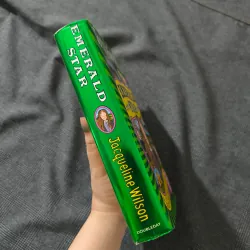 EMERALD
STAR
Jacqueline Wilson
DOUBLEDAY